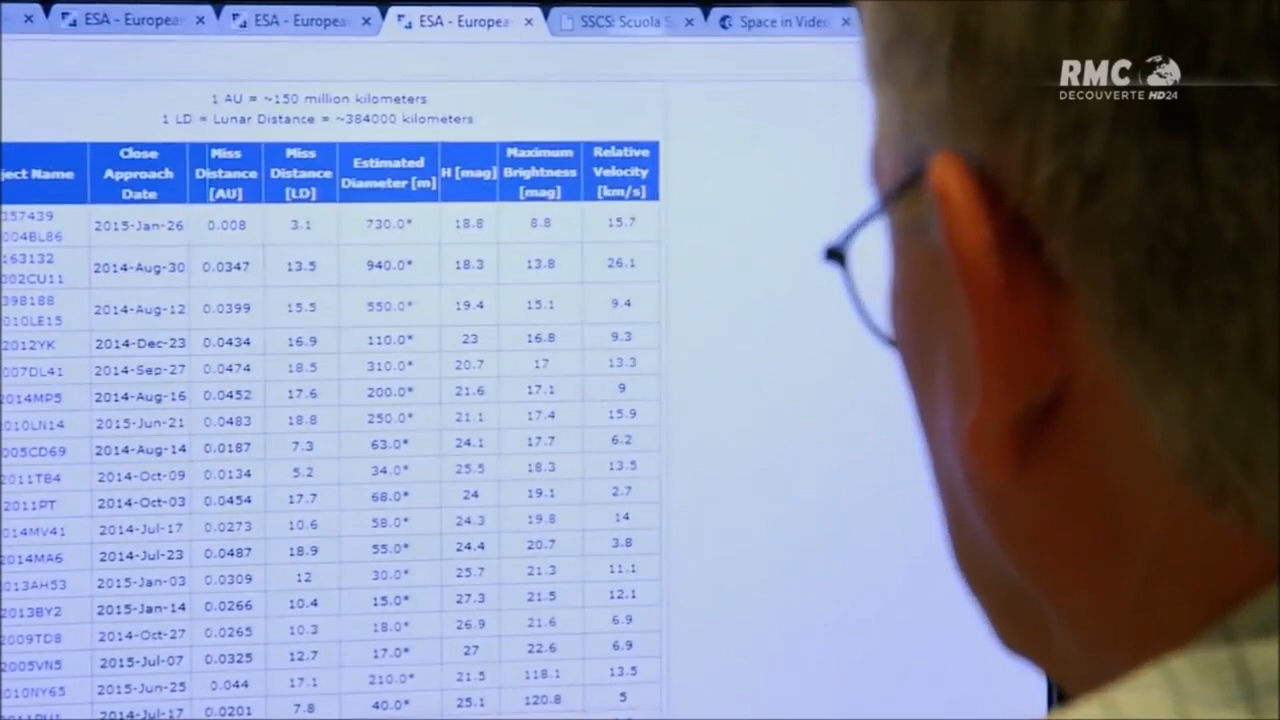 ESA - Europea
ESA - Europea
ESA - Europea
SSCS: Scuola S
Space in Video
RMC
DECOUVERTE HD24
1 AU = ~150 million kilometers
1 LD = Lunar Distance = ~384000 kilometers
ject Name Close Approach Date Miss Distance [AU] Miss Distance [LD] Estimated Diameter [m] H [mag] Maximum Brightness [mag] Relative Velocity [km/s]
357439
004BL86 2015-Jan-26 0.008 3.1 730.0* 18.8 8.8 15.7
163132
002CU11 2014-Aug-30 0.0347 13.5 940.0* 18.3 13.8 26.1
398188
010LE15 2014-Aug-12 0.0399 15.5 550.0* 19.4 15.1 9.4
2012YK 2014-Dec-23 0.0434 16.9 110.0* 23 16.8 9.3
007DL41 2014-Sep-27 0.0474 18.5 310.0* 20.7 17 13.3
2014MP5 2014-Aug-16 0.0452 17.6 200.0* 21.6 17.1 9
010LN14 2015-Jun-21 0.0483 18.8 250.0* 21.1 17.4 15.9
005CD69 2014-Aug-14 0.0187 7.3 63.0* 24.1 17.7 6.2
2011TB4 2014-Oct-09 0.0134 5.2 34.0* 25.5 18.3 13.5
2011PT 2014-Oct-03 0.0454 17.7 68.0* 24 19.1 2.7
014MV41 2014-Jul-17 0.0273 10.6 58.0* 24.3 19.8 14
2014MA6 2014-Jul-23 0.0487 18.9 55.0* 24.4 20.7 3.8
013AH53 2015-Jan-03 0.0309 12 30.0* 25.7 21.3 11.1
2013BY2 2015-Jan-14 0.0266 10.4 15.0* 27.3 21.5 12.1
2009TD8 2014-Oct-27 0.0265 10.3 18.0* 26.9 21.6 6.9
2005VN5 2015-Jul-07 0.0325 12.7 17.0* 27 22.6 6.9
010NY65 2015-Jun-25 0.044 17.1 210.0* 21.5 118.1 13.5
2014-Jul-17 0.0201 7.8 40.0* 25.1 120.8 5